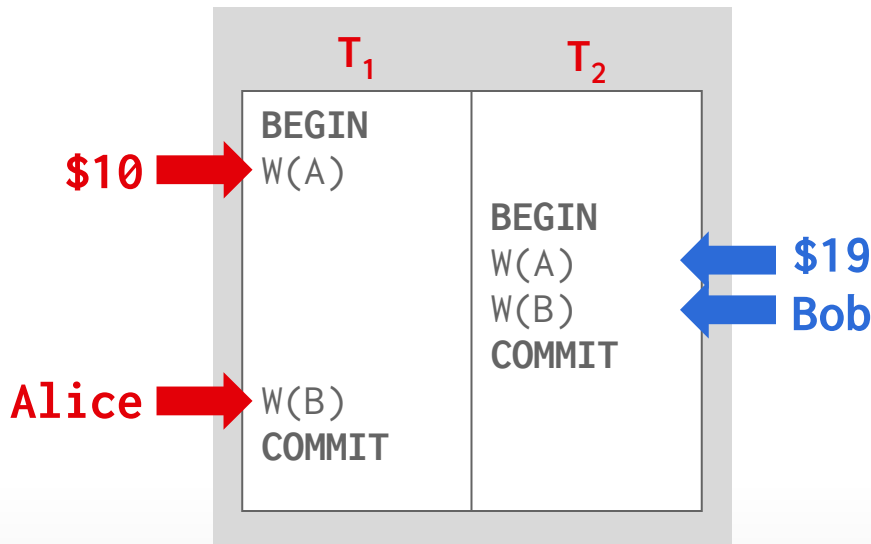 T1 T2
BEGIN
$10 W(A)
BEGIN
W(A) $19
W(B) Bob
COMMIT
Alice W(B)
COMMIT